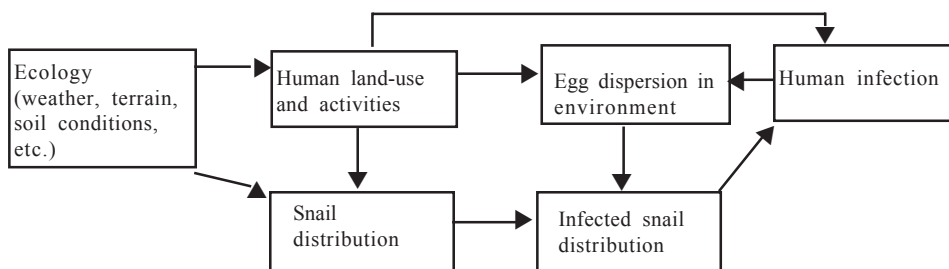 Ecology
(weather, terrain,
soil conditions,
etc.)
Human land-use
and activities
Egg dispersion in
environment
Human infection
Snail
distribution
Infected snail
distribution